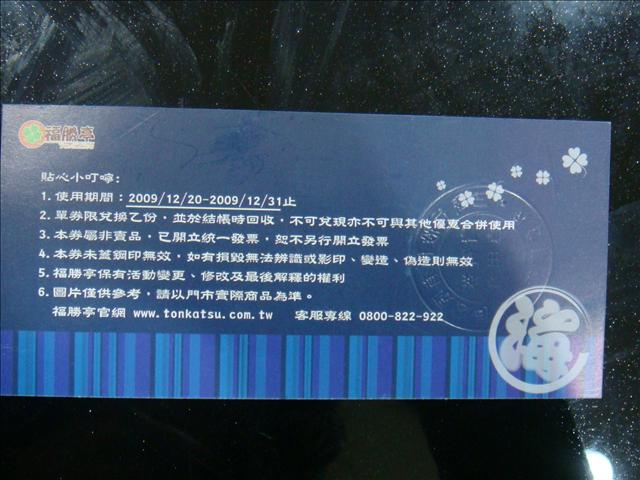 福勝亭
貼心小叮嚀:
1. 使用期間：2009/12/20-2009/12/31止
2. 單券限兌換乙份，並於結帳時回收，不可兌現亦不可與其他優惠合併使用
3. 本券屬非賣品，已開立統一發票，恕不另行開立發票
4. 本券未蓋鋼印無效，如有損毀無法辨識或影印、變造、偽造則無效
5. 福勝亭保有活動變更、修改及最後解釋的權利
6. 圖片僅供參考，請以門市實際商品為準。
福勝亭官網 www.tonkatsu.com.tw 客服專線 0800-822-922